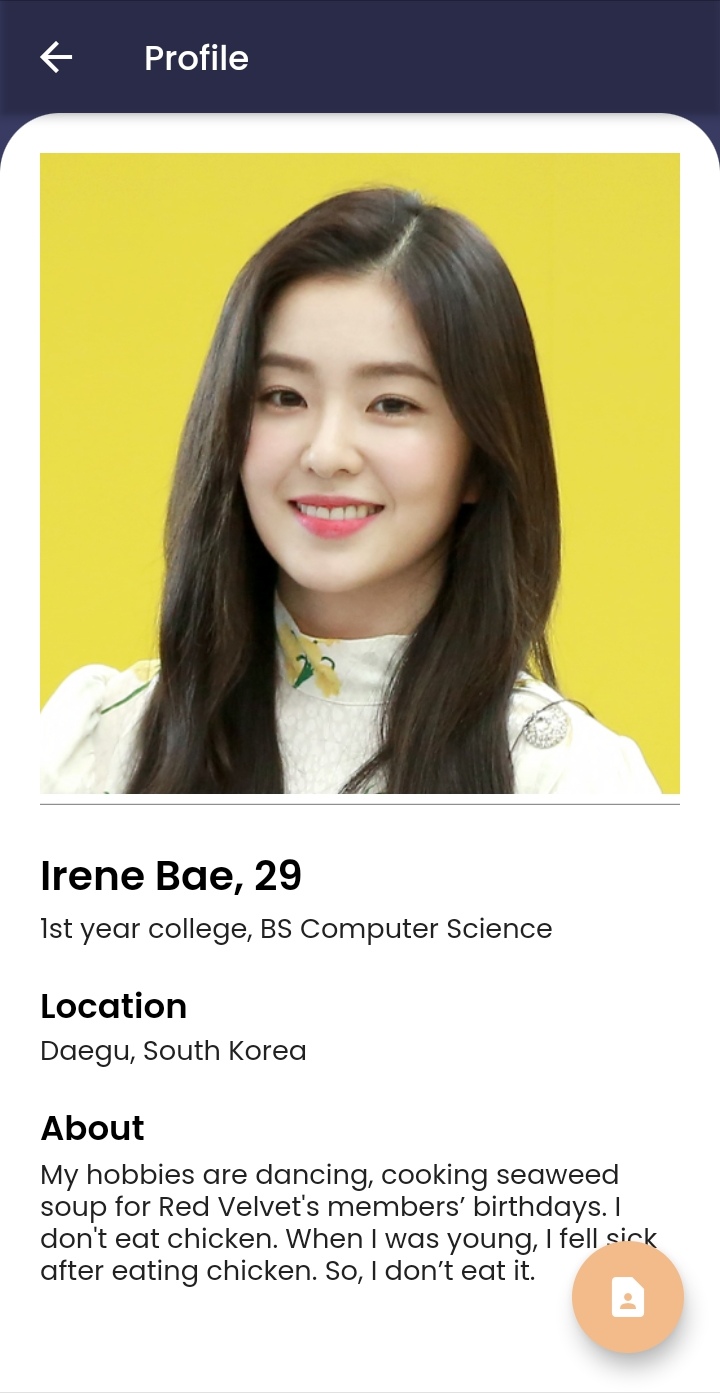 Profile
Irene Bae, 29
1st year college, BS Computer Science
Location
Daegu, South Korea
About
My hobbies are dancing, cooking seaweed
soup for Red Velvet's members’ birthdays. I
don't eat chicken. When I was young, I fell sick
after eating chicken. So, I don’t eat it.